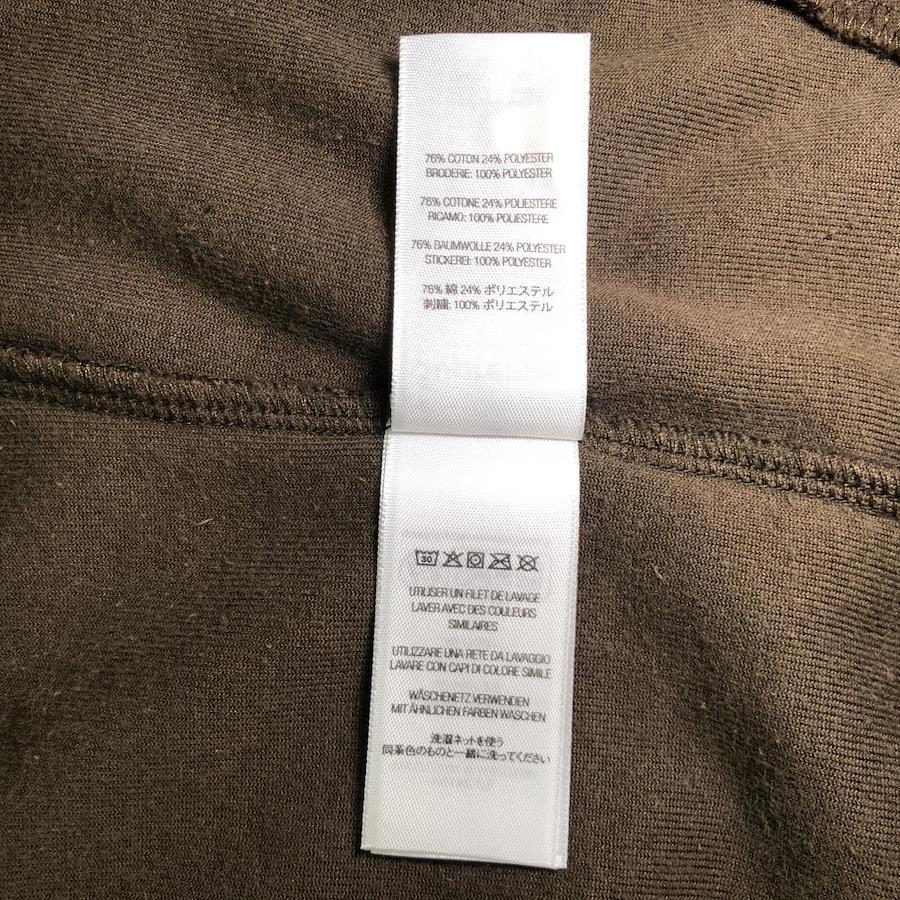 76% COTON 24% POLYESTER
BRODERIE: 100% POLYESTER
76% COTONE 24% POLIESTERE
RICAMO: 100% POLIESTERE
76% BAUMWOLLE 24% POLYESTER
STICKEREI: 100% POLYESTER
76% 綿 24% ポリエステル
刺繍: 100% ポリエステル
30
UTILISER UN FILET DE LAVAGE
LAVER AVEC DES COULEURS
SIMILAIRES
UTILIZZARE UNA RETE DA LAVAGGIO
LAVARE CON CAPI DI COLORE SIMILE
WÄSCHENETZ VERWENDEN
MIT ÄHNLICHEN FARBEN WASCHEN
洗濯ネットを使う
同系色のものと一緒に洗ってください